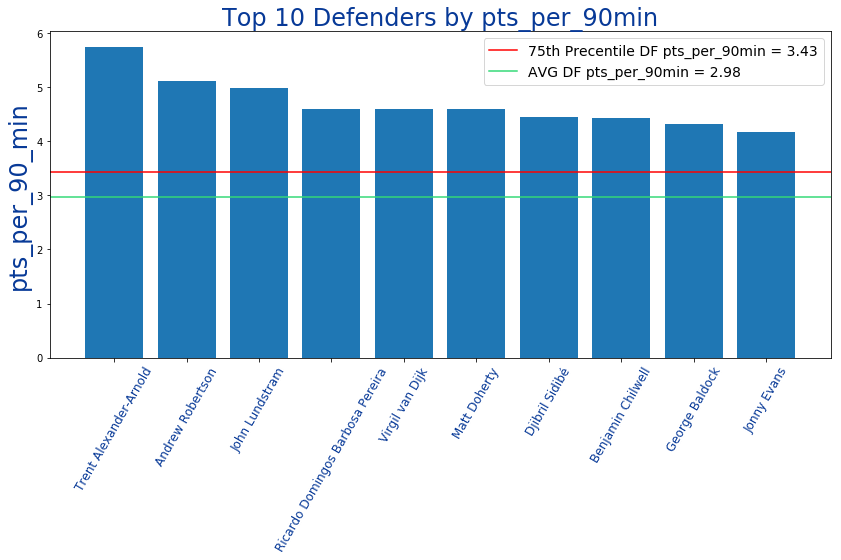 Top 10 Defenders by pts_per_90min
75th Precentile DF pts_per_90min = 3.43
AVG DF pts_per_90min = 2.98
pts_per_90_min
6
5
4
3
2
1
0
Trent Alexander-Arnold
Andrew Robertson
John Lundstram
Ricardo Domingos Barbosa Pereira
Virgil van Dijk
Matt Doherty
Djibril Sidibé
Benjamin Chilwell
George Baldock
Jonny Evans